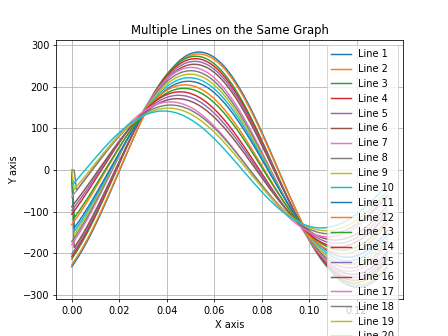 Multiple Lines on the Same Graph
300
200
100
0
−100
−200
−300
Y axis
0.00
0.02
0.04
0.06
0.08
0.10
X axis
Line 1
Line 2
Line 3
Line 4
Line 5
Line 6
Line 7
Line 8
Line 9
Line 10
Line 11
Line 12
Line 13
Line 14
Line 15
Line 16
Line 17
Line 18
Line 19
Line 20